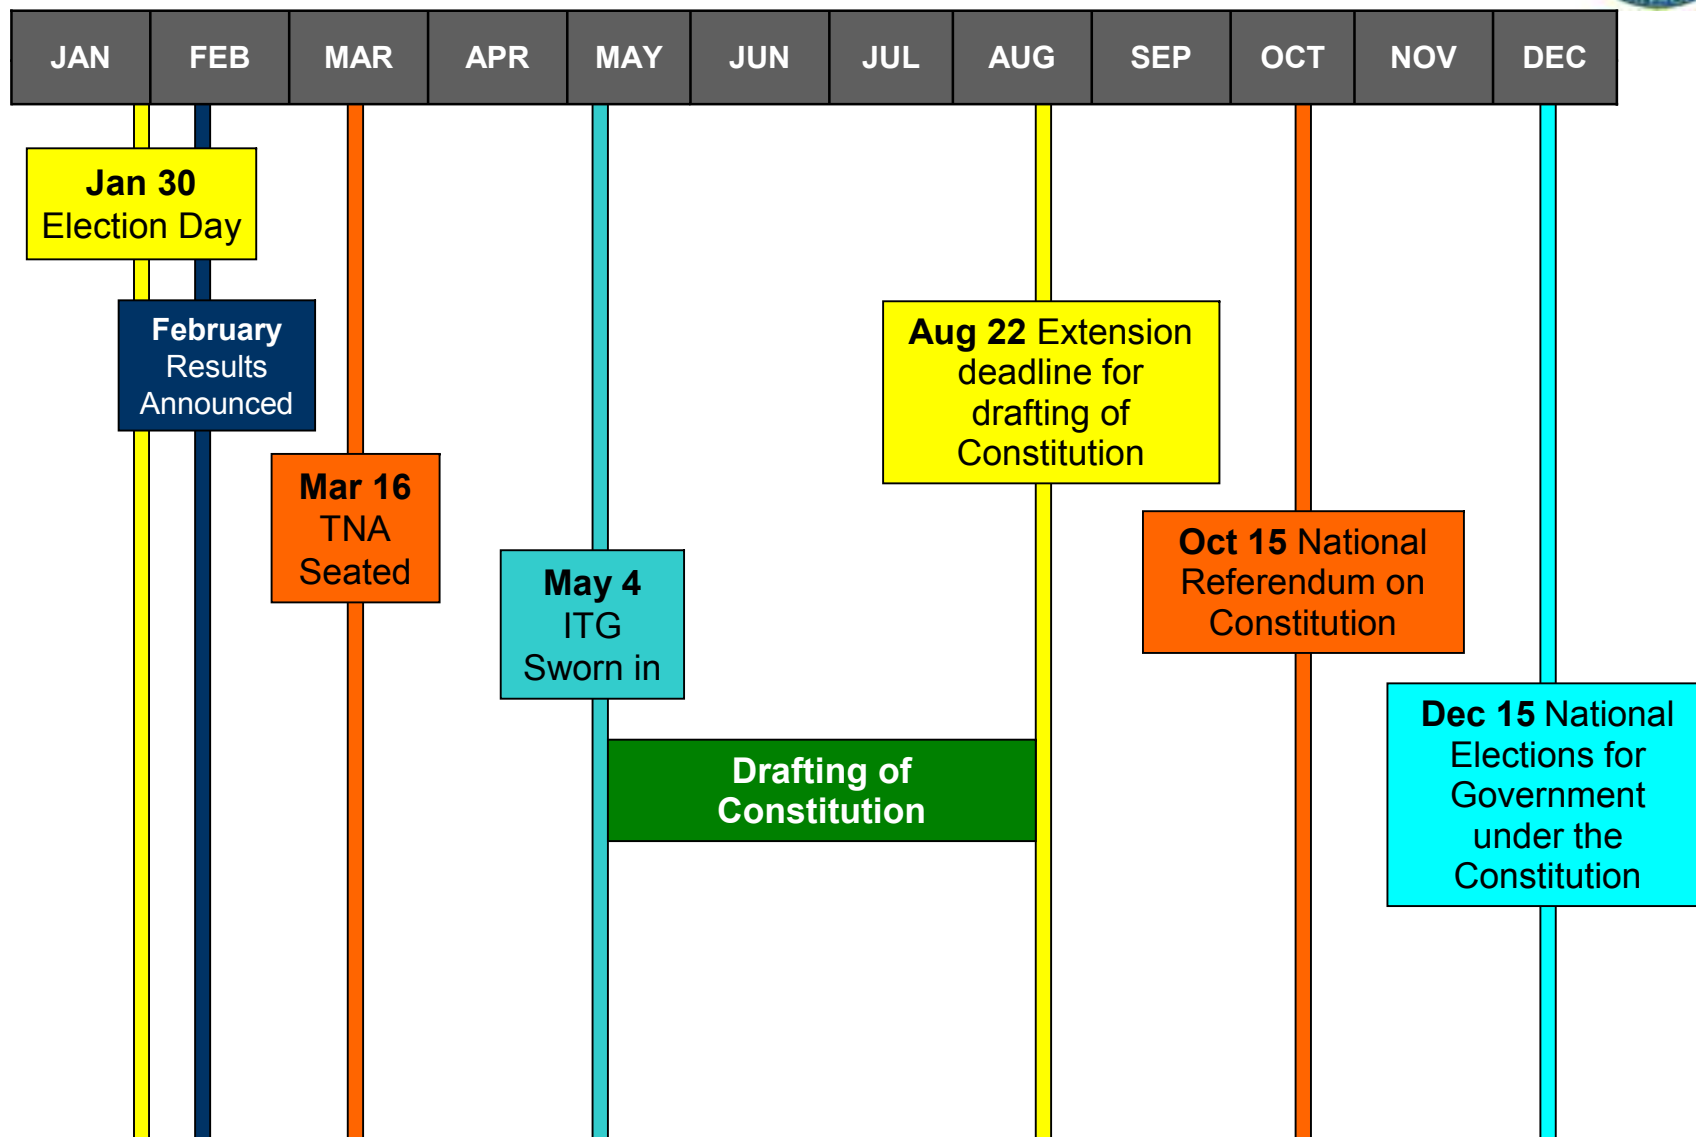 JAN FEB MAR APR MAY JUN JUL AUG SEP OCT NOV DEC
Jan 30
Election Day
February
Results
Announced
Mar 16
TNA
Seated
May 4
ITG
Sworn in
Drafting of
Constitution
Aug 22 Extension
deadline for
drafting of
Constitution
Oct 15 National
Referendum on
Constitution
Dec 15 National
Elections for
Government
under the
Constitution